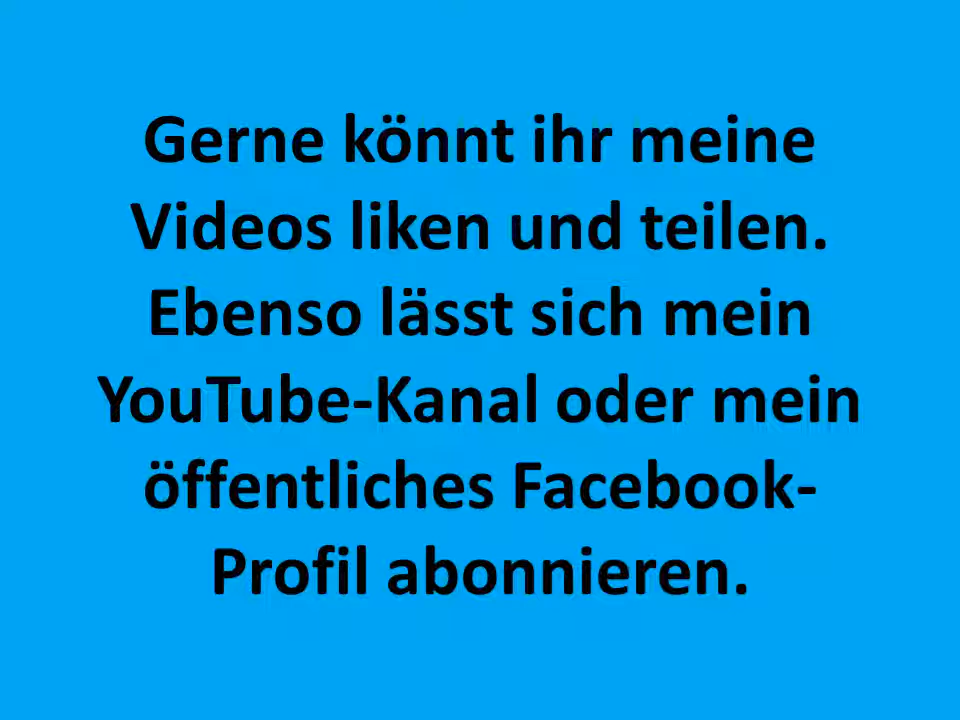 Gerne könnt ihr meine
Videos liken und teilen.
Ebenso lässt sich mein
YouTube-Kanal oder mein
öffentliches Facebook-
Profil abonnieren.